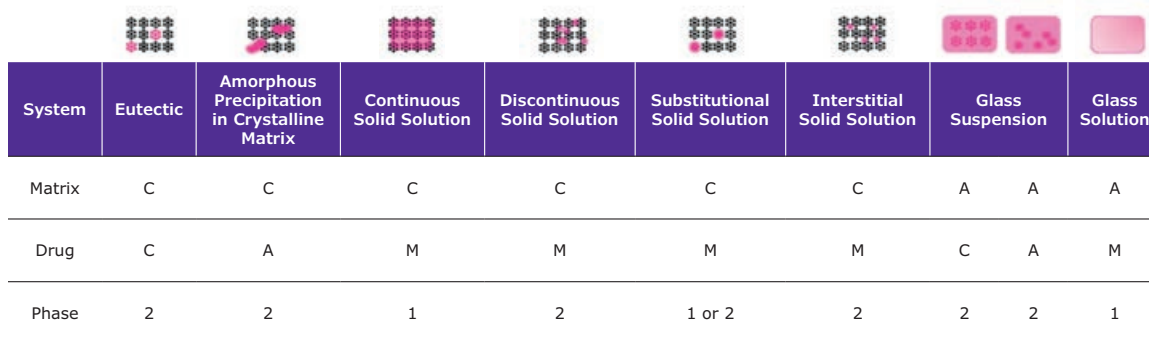 System Eutectic Amorphous Precipitation in Crystalline Matrix Continuous Solid Solution Discontinuous Solid Solution Substitutional Solid Solution Interstitial Solid Solution Glass Suspension Glass Solution
Matrix C C C C C C A A A
Drug C A M M M M C A M
Phase 2 2 1 2 1 or 2 2 2 2 1